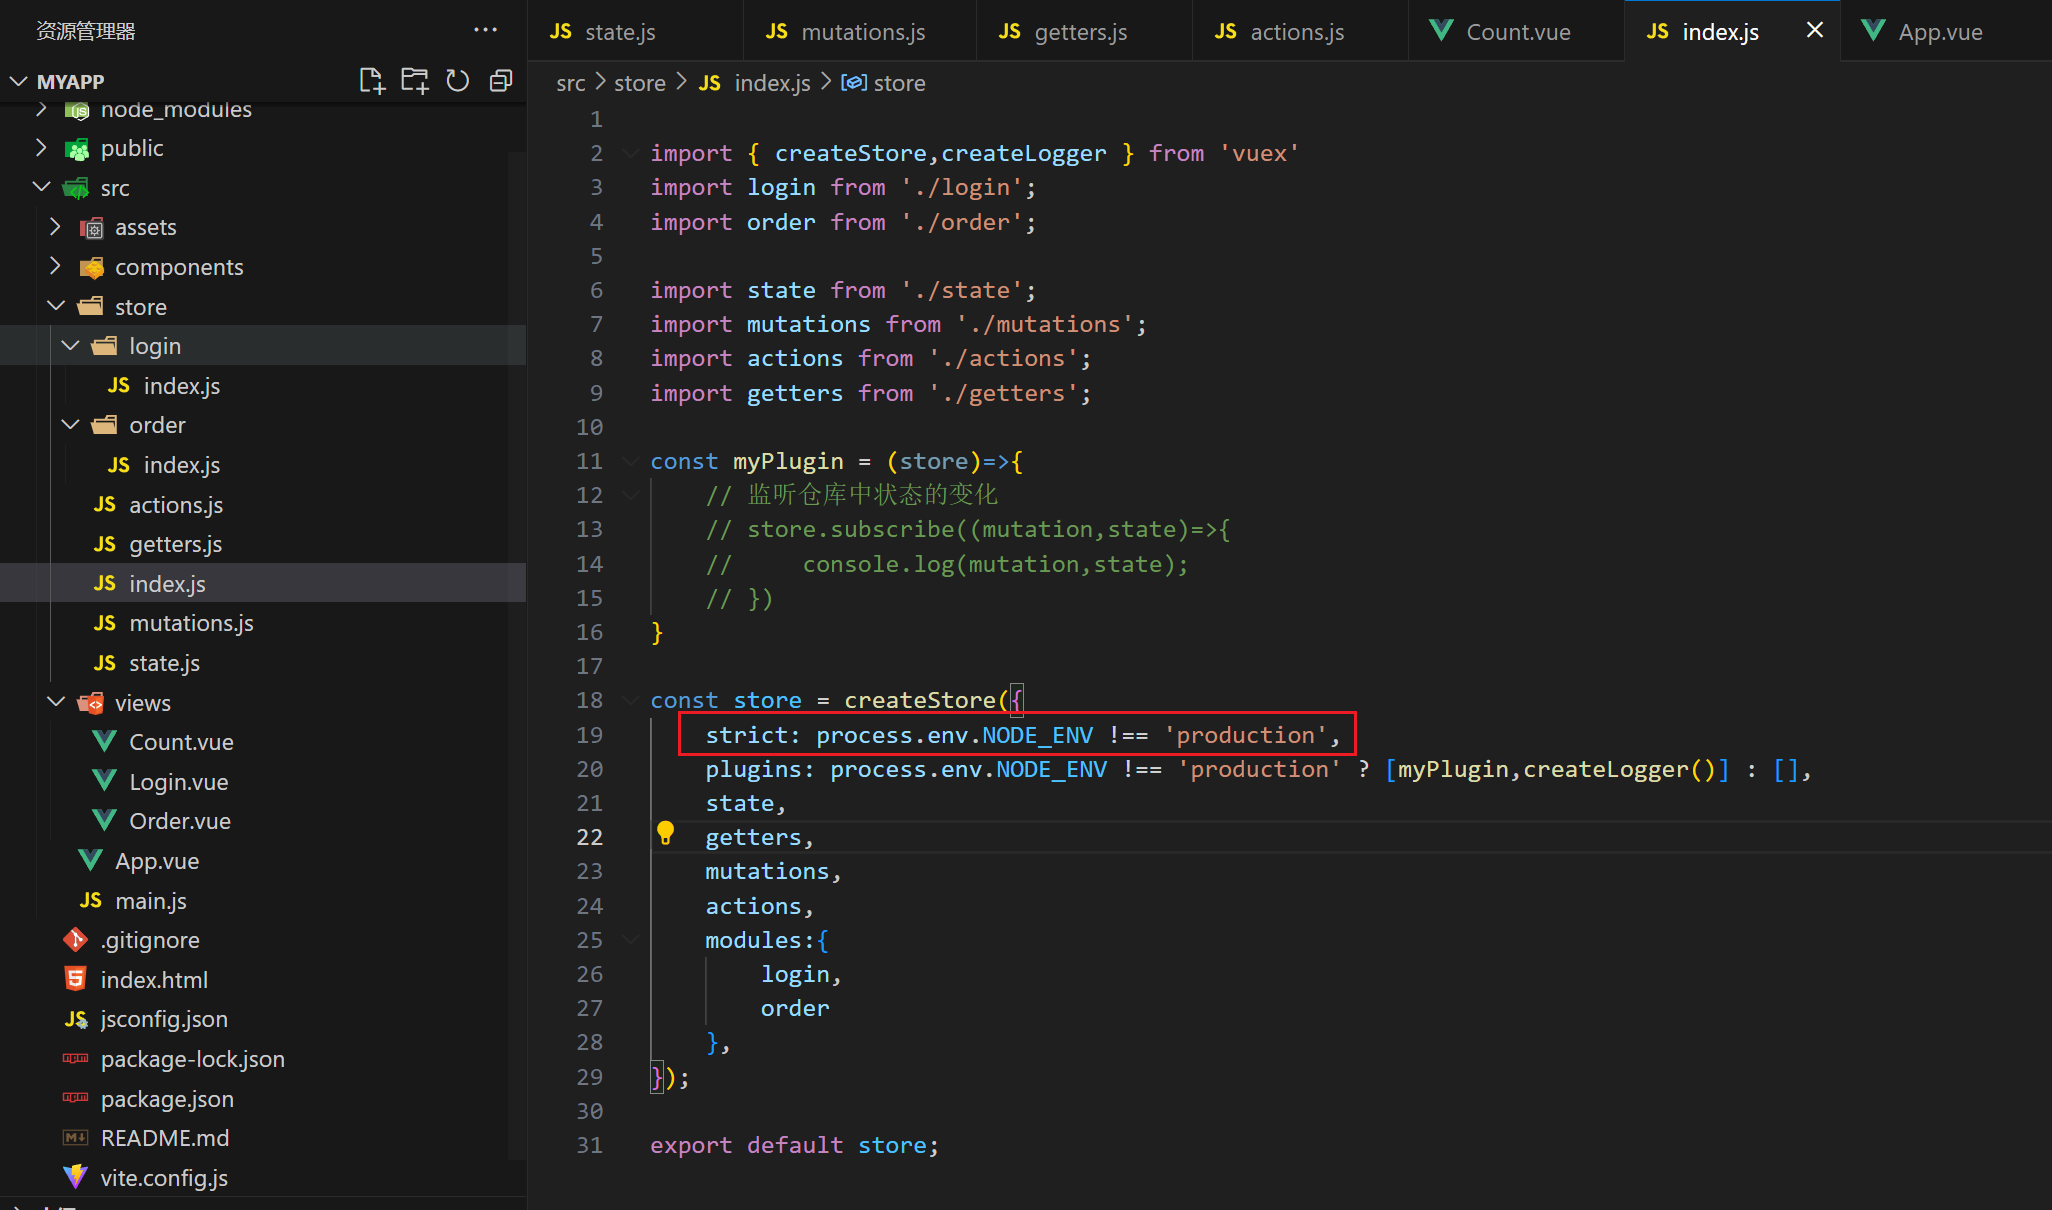 资源管理器
MYAPP
node_modules
public
src
assets
components
store
login
JS index.js
order
JS index.js
JS actions.js
JS getters.js
JS index.js
JS mutations.js
JS state.js
views
Count.vue
Login.vue
Order.vue
App.vue
JS main.js
.gitignore
index.html
jsconfig.json
package-lock.json
package.json
README.md
vite.config.js
JS state.js JS mutations.js JS getters.js JS actions.js Count.vue JS index.js App.vue
src > store > JS index.js > store
1
2 import { createStore,createLogger } from 'vuex'
3 import login from './login';
4 import order from './order';
5
6 import state from './state';
7 import mutations from './mutations';
8 import actions from './actions';
9 import getters from './getters';
10
11 const myPlugin = (store)=>{
12 // 监听仓库中状态的变化
13 // store.subscribe((mutation,state)=>{
14 //     console.log(mutation,state);
15 // })
16 }
17
18 const store = createStore({
19 strict: process.env.NODE_ENV !== 'production',
20 plugins: process.env.NODE_ENV !== 'production' ? [myPlugin,createLogger()] : [],
21 state,
22 getters,
23 mutations,
24 actions,
25 modules:{
26 login,
27 order
28 },
29 });
30
31 export default store;